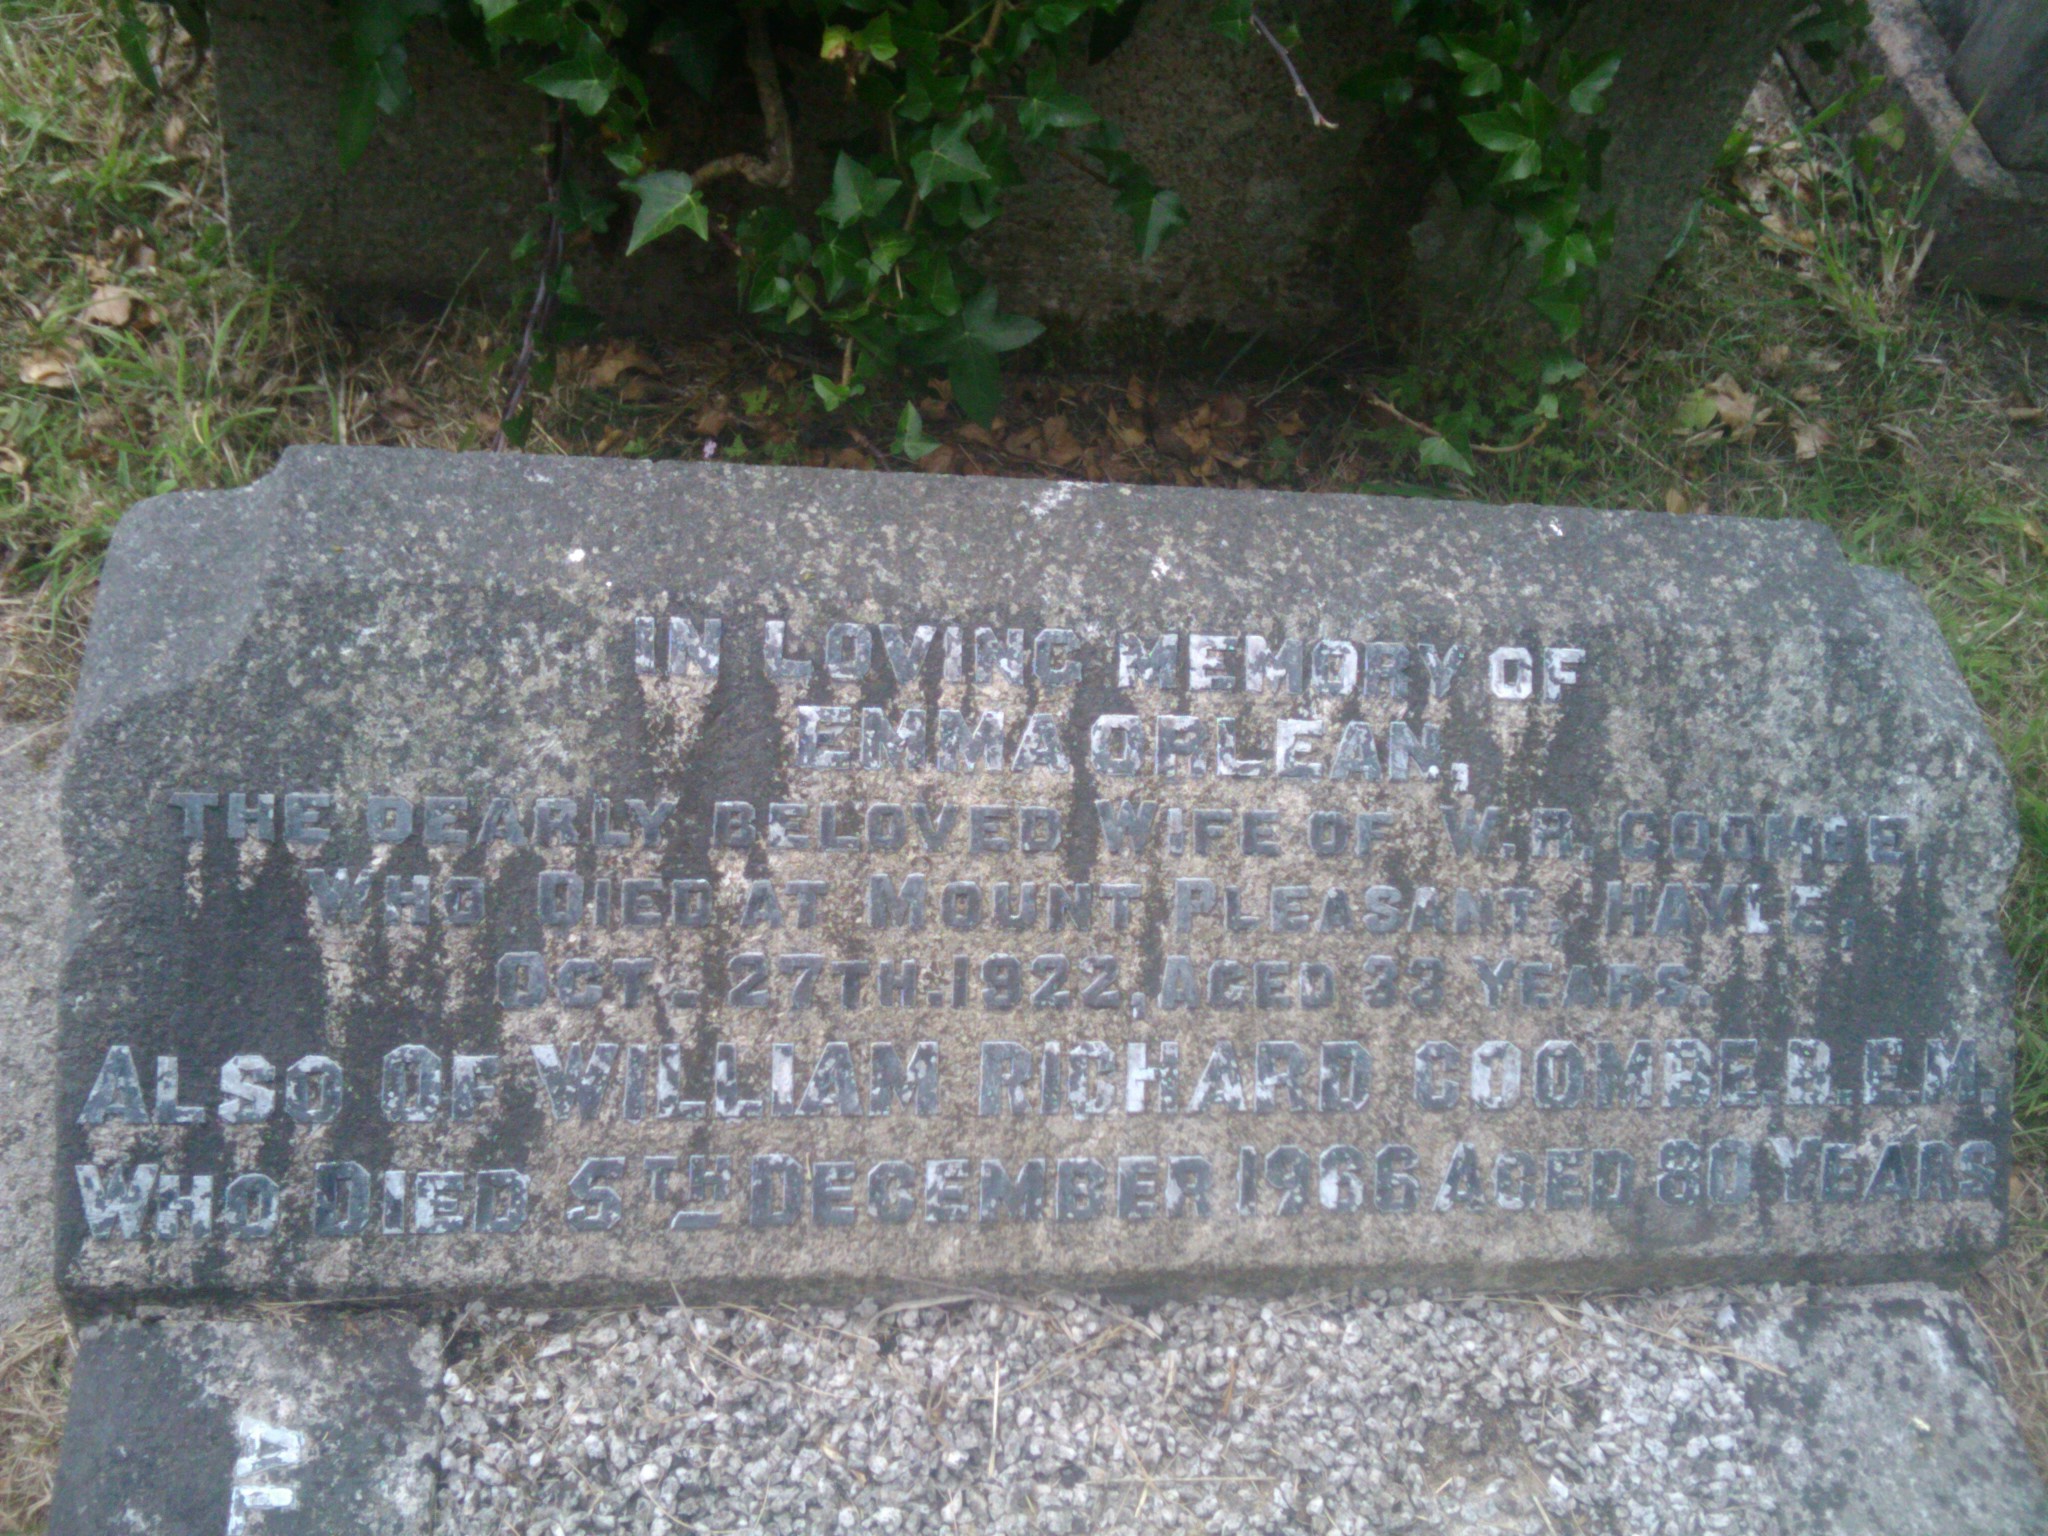 IN LOVING MEMORY OF
EMMA ORLEAN,
THE DEARLY BELOVED WIFE OF W. R. COOMBE,
WHO DIED AT MOUNT PLEASANT, HAYLE,
OCT. 27TH. 1922, AGED 33 YEARS.
ALSO OF WILLIAM RICHARD COOMBE. B.E.M.
WHO DIED 5TH DECEMBER 1966 AGED 80 YEARS